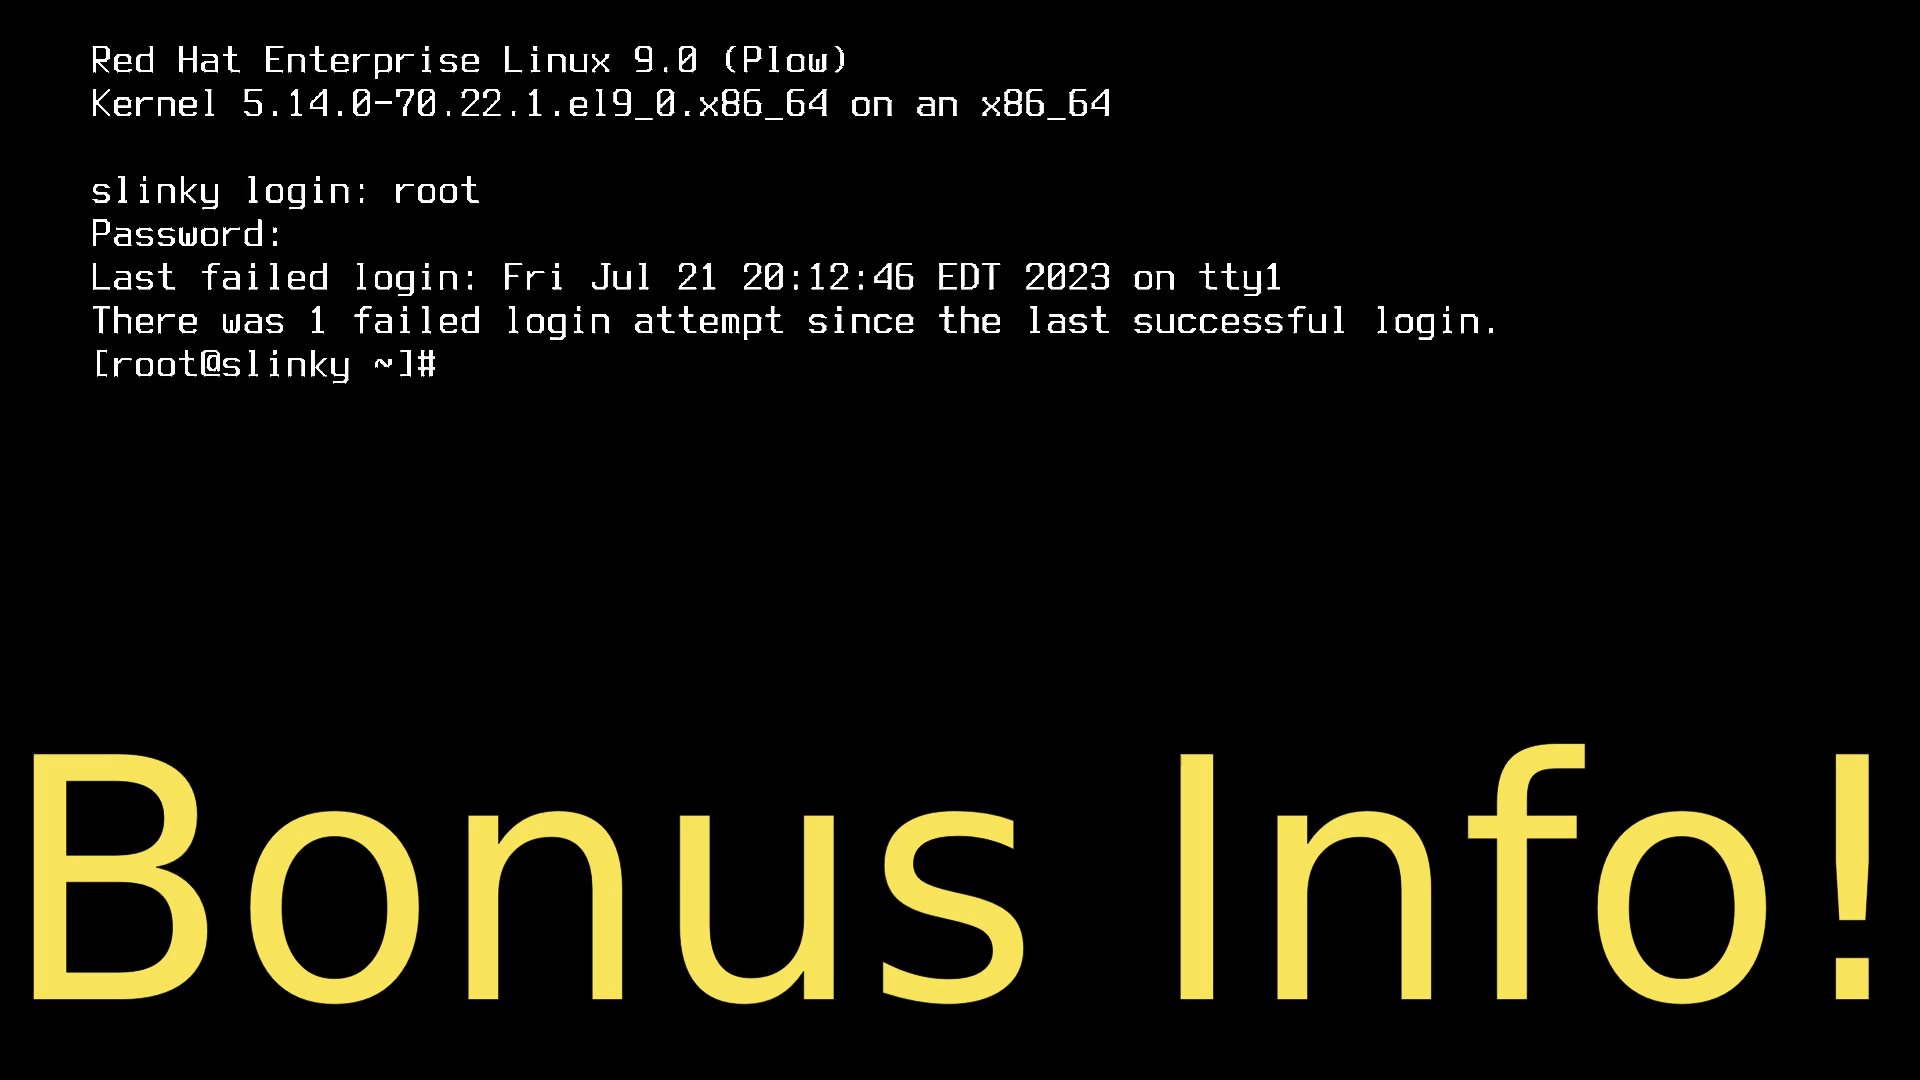 Red Hat Enterprise Linux 9.0 (Plow)
Kernel 5.14.0-70.22.1.el9_0.x86_64 on an x86_64
slinky login: root
Password:
Last failed login: Fri Jul 21 20:12:46 EDT 2023 on tty1
There was 1 failed login attempt since the last successful login.
[root@slinky ~]#
Bonus Info!